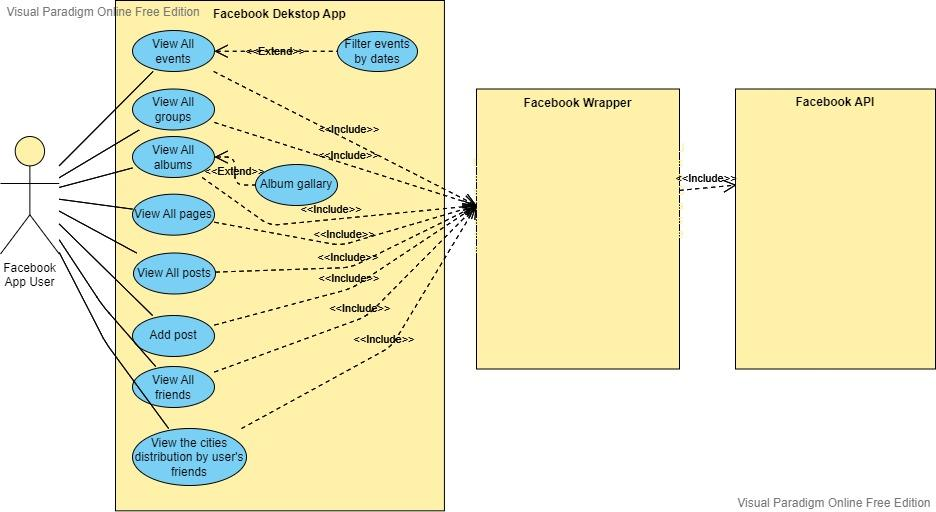 Visual Paradigm Online Free Edition
Facebook Dekstop App
View All
events
<<Extend>>
Filter events
by dates
View All
groups
<<Include>>
<<Include>>
View All
albums
<<Extend>>
Album gallary
<<Include>>
View All pages
<<Include>>
<<Include>>
View All posts
<<Include>>
<<Include>>
Add post
<<Include>>
View All
friends
View the cities
distribution by user's
friends
Facebook
App User
Facebook Wrapper
<<Include>>
Facebook API
Visual Paradigm Online Free Edition